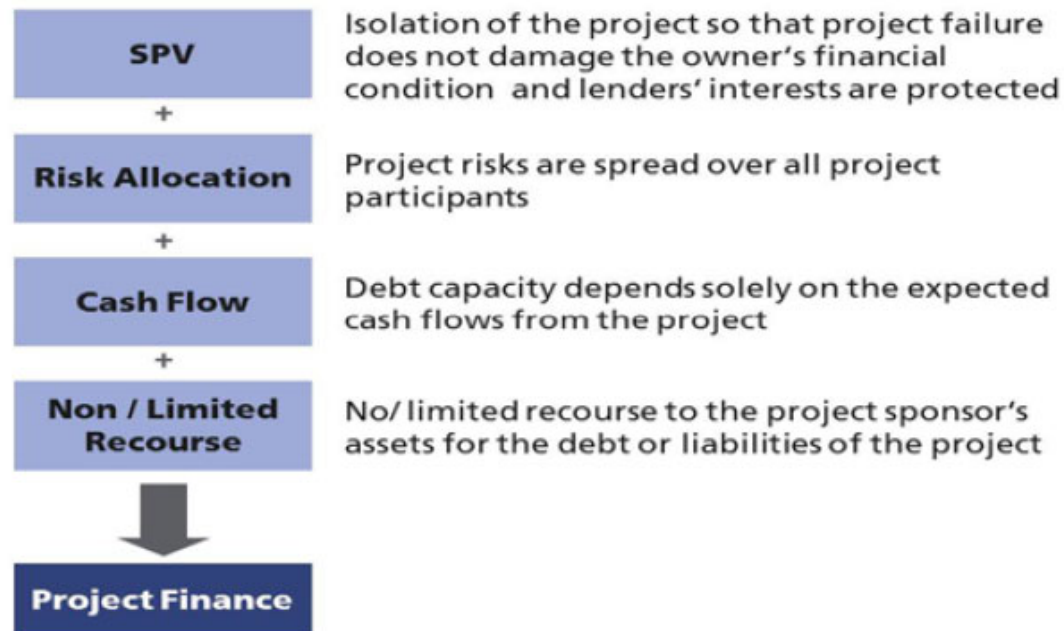 SPV
Isolation of the project so that project failure
does not damage the owner's financial
condition and lenders' interests are protected
+
Risk Allocation
Project risks are spread over all project
participants
+
Cash Flow
Debt capacity depends solely on the expected
cash flows from the project
+
Non / Limited
Recourse
No/ limited recourse to the project sponsor's
assets for the debt or liabilities of the project
Project Finance